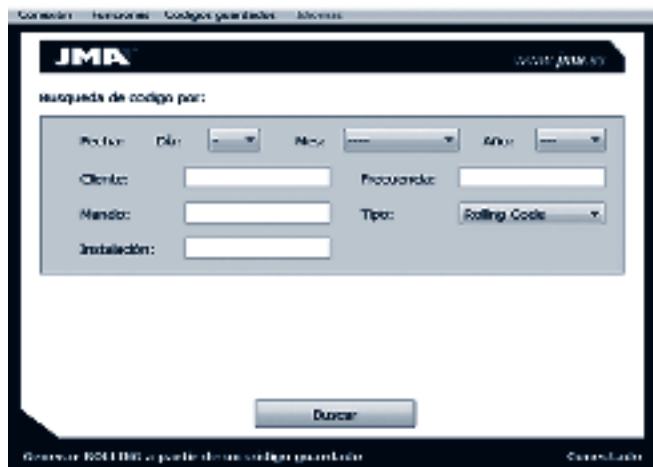 Conexión Funciones Codigos guardados Idiomas
JMA www.jma.es
Busqueda de codigo por:
Fecha: Día: - Mes: ---- Año: ---
Cliente: Frecuencia:
Mando: Tipo: Rolling Code
Instalación:
Buscar
Generar ROLLING a partir de un codigo guardado Conectado